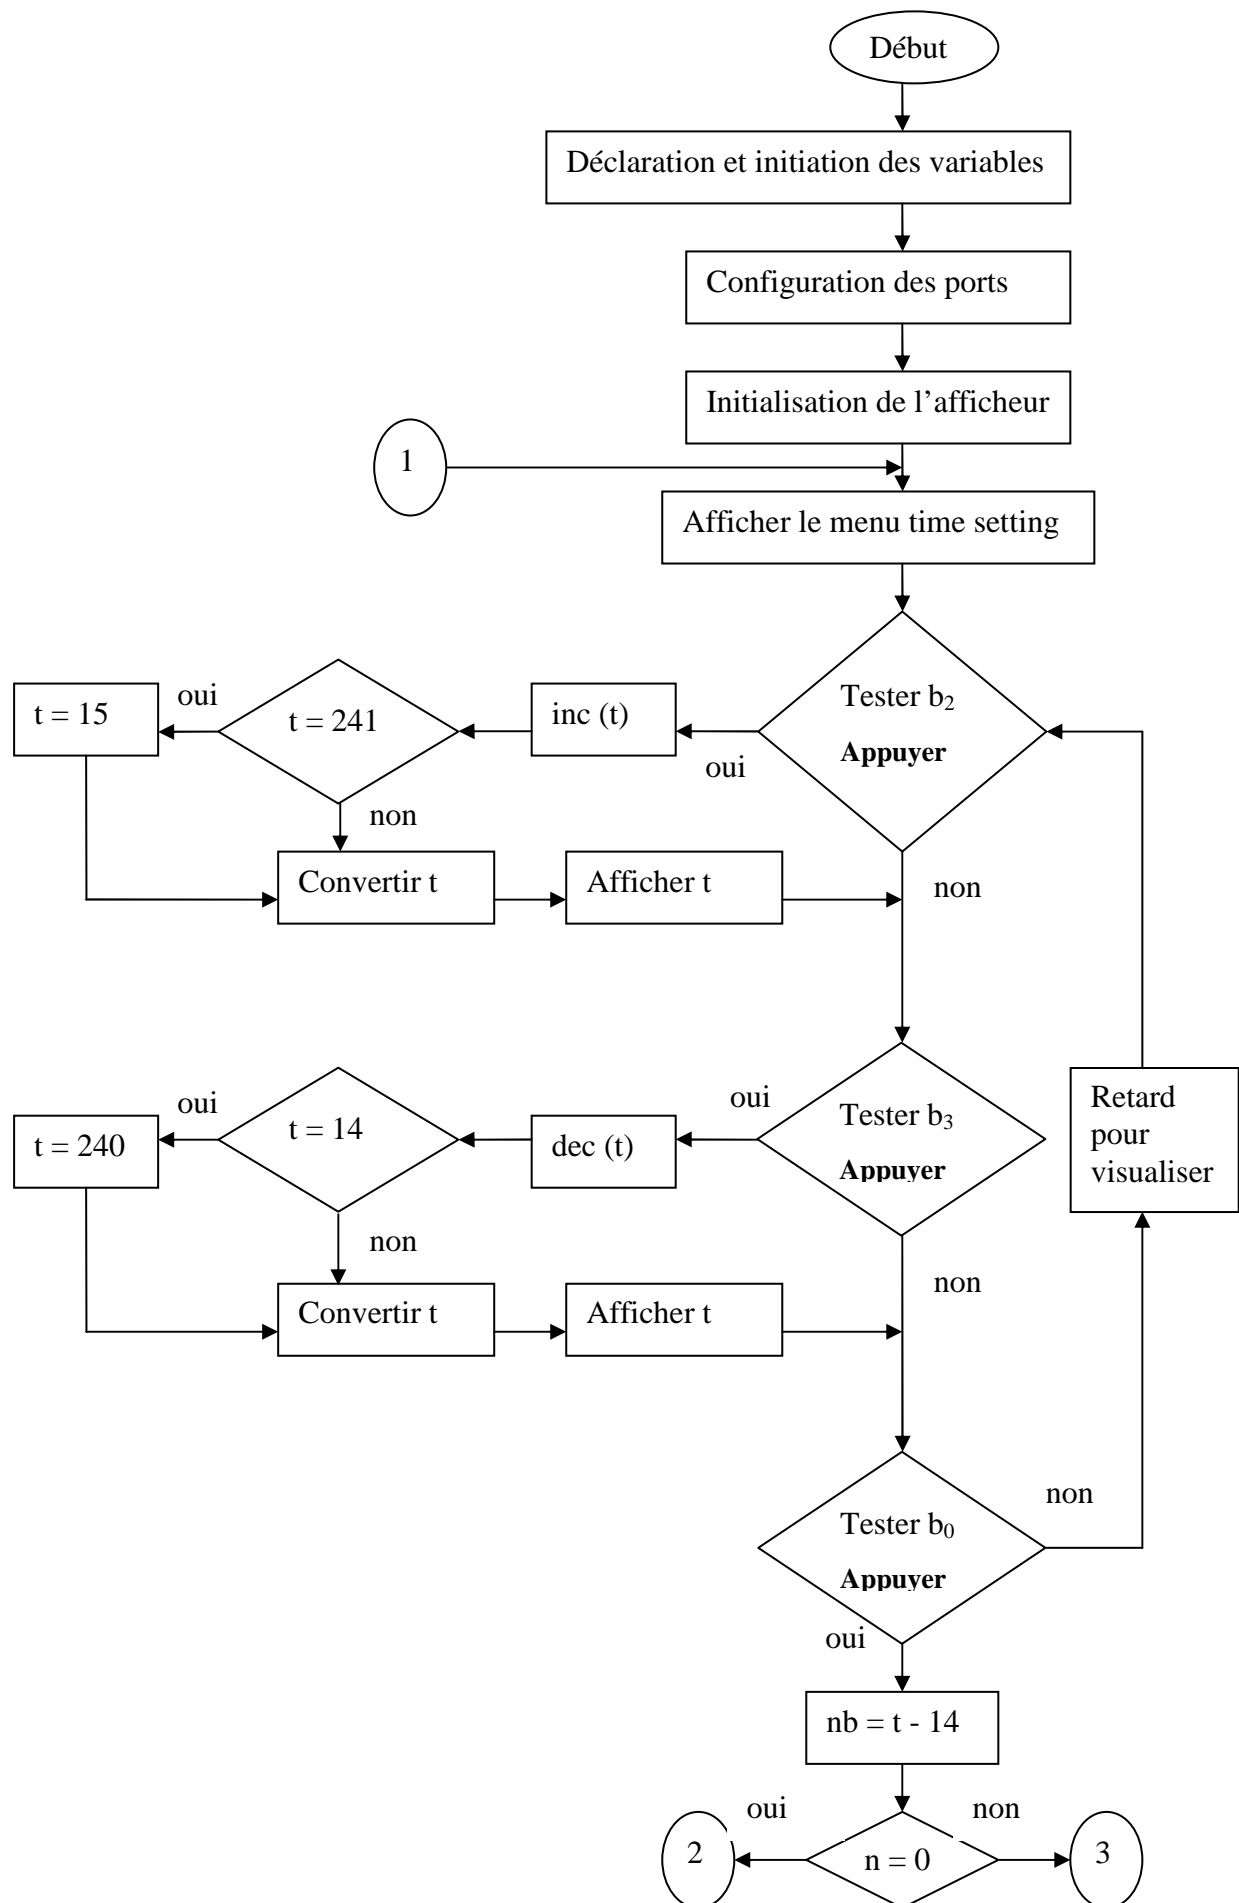 Début
Déclaration et initiation des variables
Configuration des ports
Initialisation de l’afficheur
1
Afficher le menu time setting
Tester b₂
Appuyer
oui
inc (t)
t = 241
oui
t = 15
non
Convertir t
Afficher t
non
Tester b₃
Appuyer
oui
dec (t)
t = 14
oui
t = 240
Retard
pour
visualiser
non
Convertir t
Afficher t
non
Tester b₀
Appuyer
non
oui
nb = t - 14
oui
non
2
n = 0
3